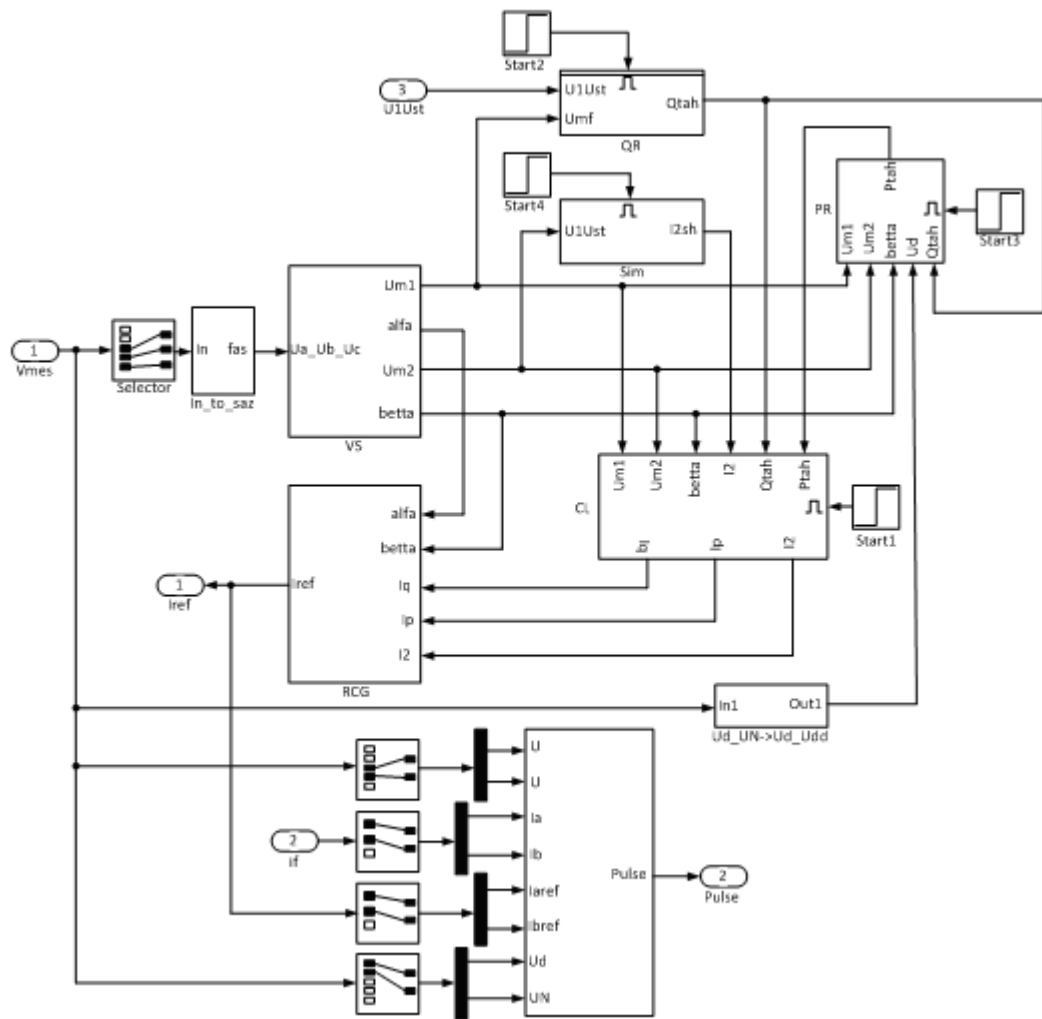 Start2
3
U1Ust
U1Ust
Umf
Qtah
QR
Start4
U1Ust
I2sh
Sim
Ptah
PR
Um1
Um2
betta
Ud
Qtah
Start3
1
Vmes
Selector
In
fas
In_to_saz
Ua_Ub_Uc
Um1
alfa
Um2
betta
VS
Um1
Um2
betta
I2
Qtah
Ptah
CL
Iq
Ip
I2
Start1
alfa
betta
Iq
Ip
I2
Iref
RCG
1
Iref
In1
Out1
Ud_UN->Ud_Udd
2
if
U
U
Ia
Ib
Iaref
Ibref
Ud
UN
Pulse
2
Pulse